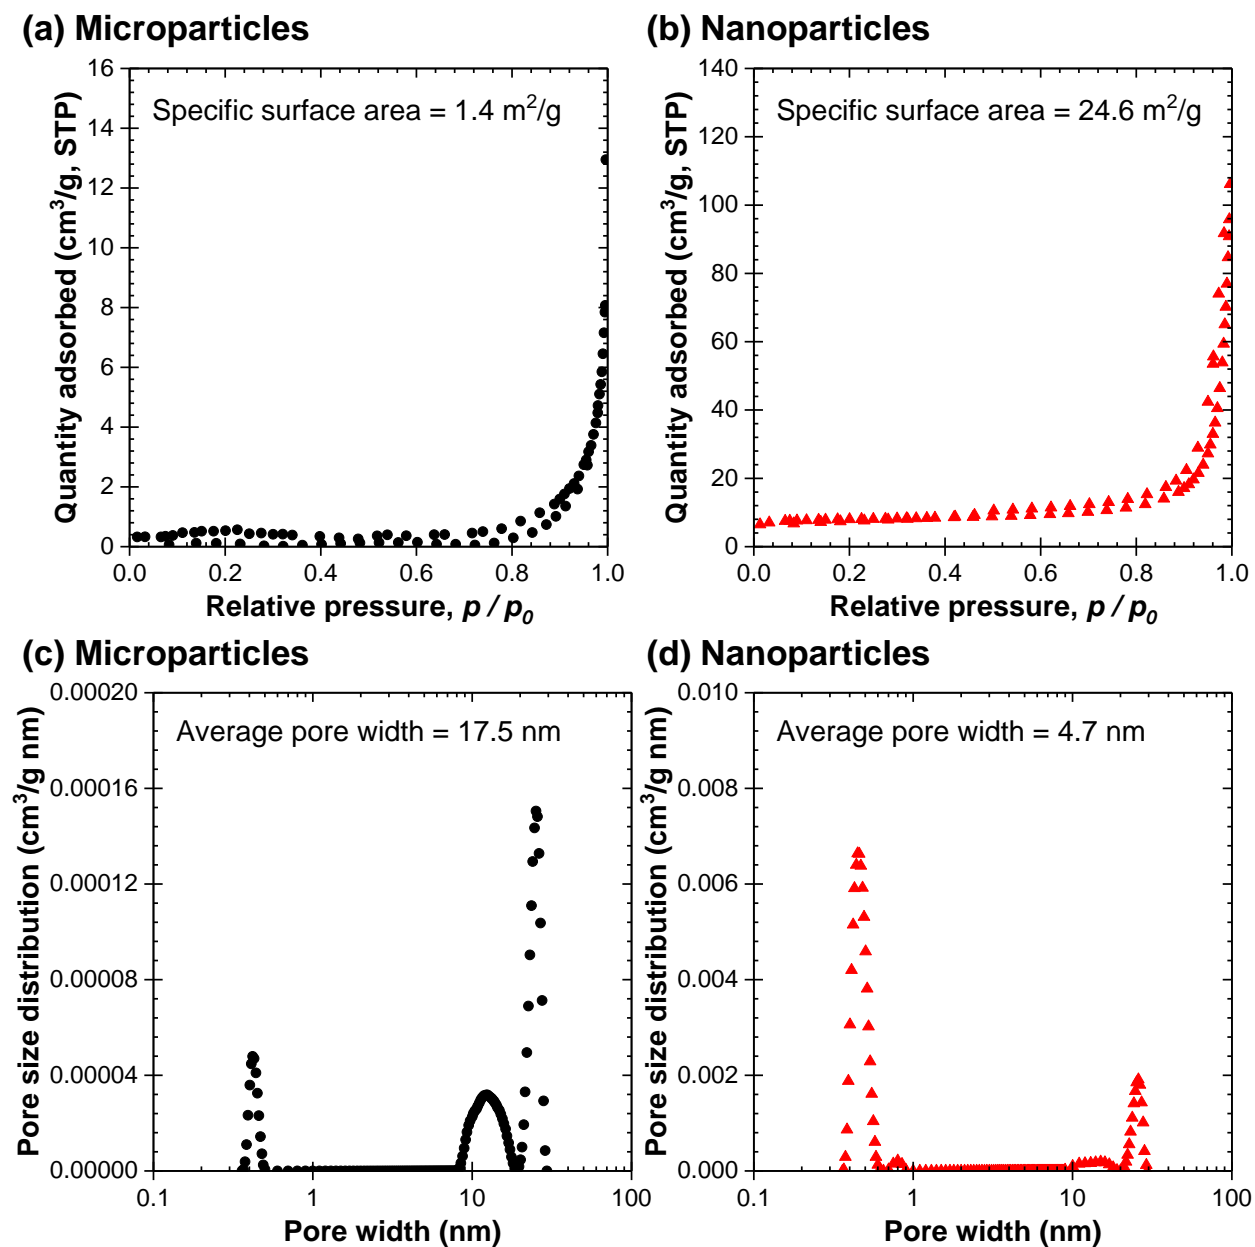 (a) Microparticles
Quantity adsorbed (cm³/g, STP)
16
14
12
10
8
6
4
2
0
Specific surface area = 1.4 m²/g
0.0 0.2 0.4 0.6 0.8 1.0
Relative pressure, p / p₀
(b) Nanoparticles
Quantity adsorbed (cm³/g, STP)
140
120
100
80
60
40
20
0
Specific surface area = 24.6 m²/g
0.0 0.2 0.4 0.6 0.8 1.0
Relative pressure, p / p₀
(c) Microparticles
Pore size distribution (cm³/g nm)
0.00020
0.00016
0.00012
0.00008
0.00004
0.00000
Average pore width = 17.5 nm
0.1 1 10 100
Pore width (nm)
(d) Nanoparticles
Pore size distribution (cm³/g nm)
0.010
0.008
0.006
0.004
0.002
0.000
Average pore width = 4.7 nm
0.1 1 10 100
Pore width (nm)